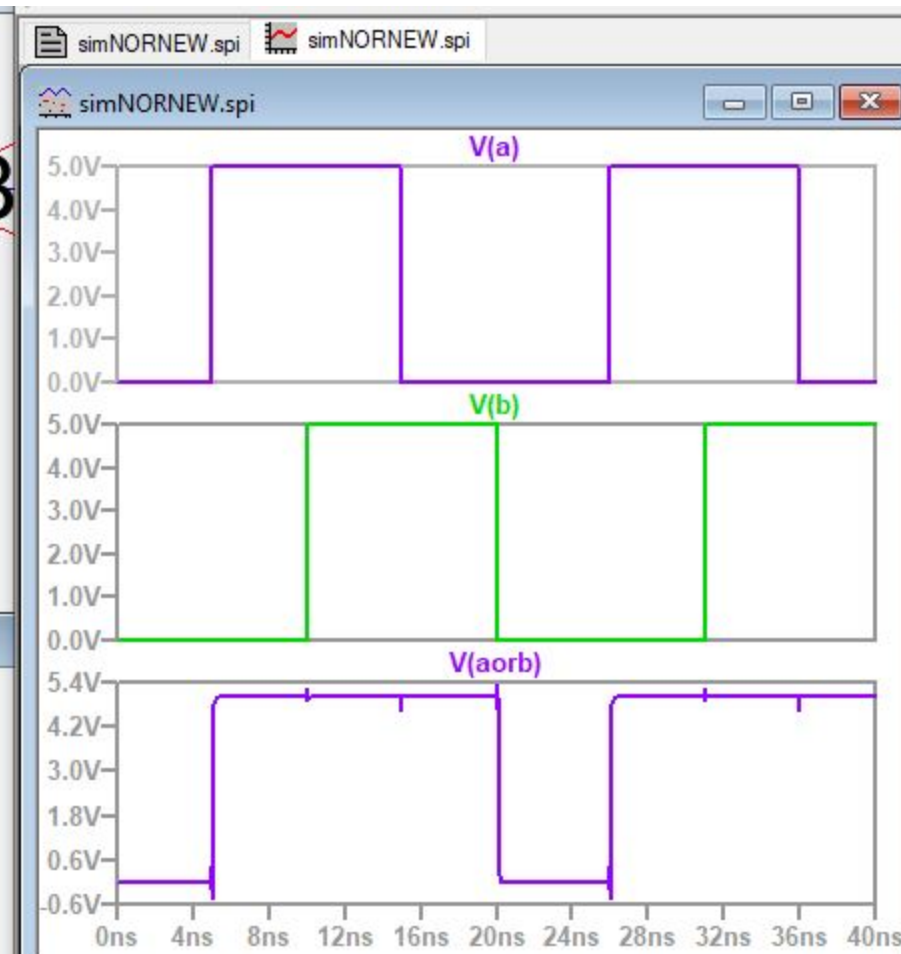 simNORNEW.spi simNORNEW.spi
simNORNEW.spi
V(a)
5.0V
4.0V
3.0V
2.0V
1.0V
0.0V
V(b)
5.0V
4.0V
3.0V
2.0V
1.0V
0.0V
V(aorb)
5.4V
4.2V
3.0V
1.8V
0.6V
-0.6V
0ns 4ns 8ns 12ns 16ns 20ns 24ns 28ns 32ns 36ns 40ns